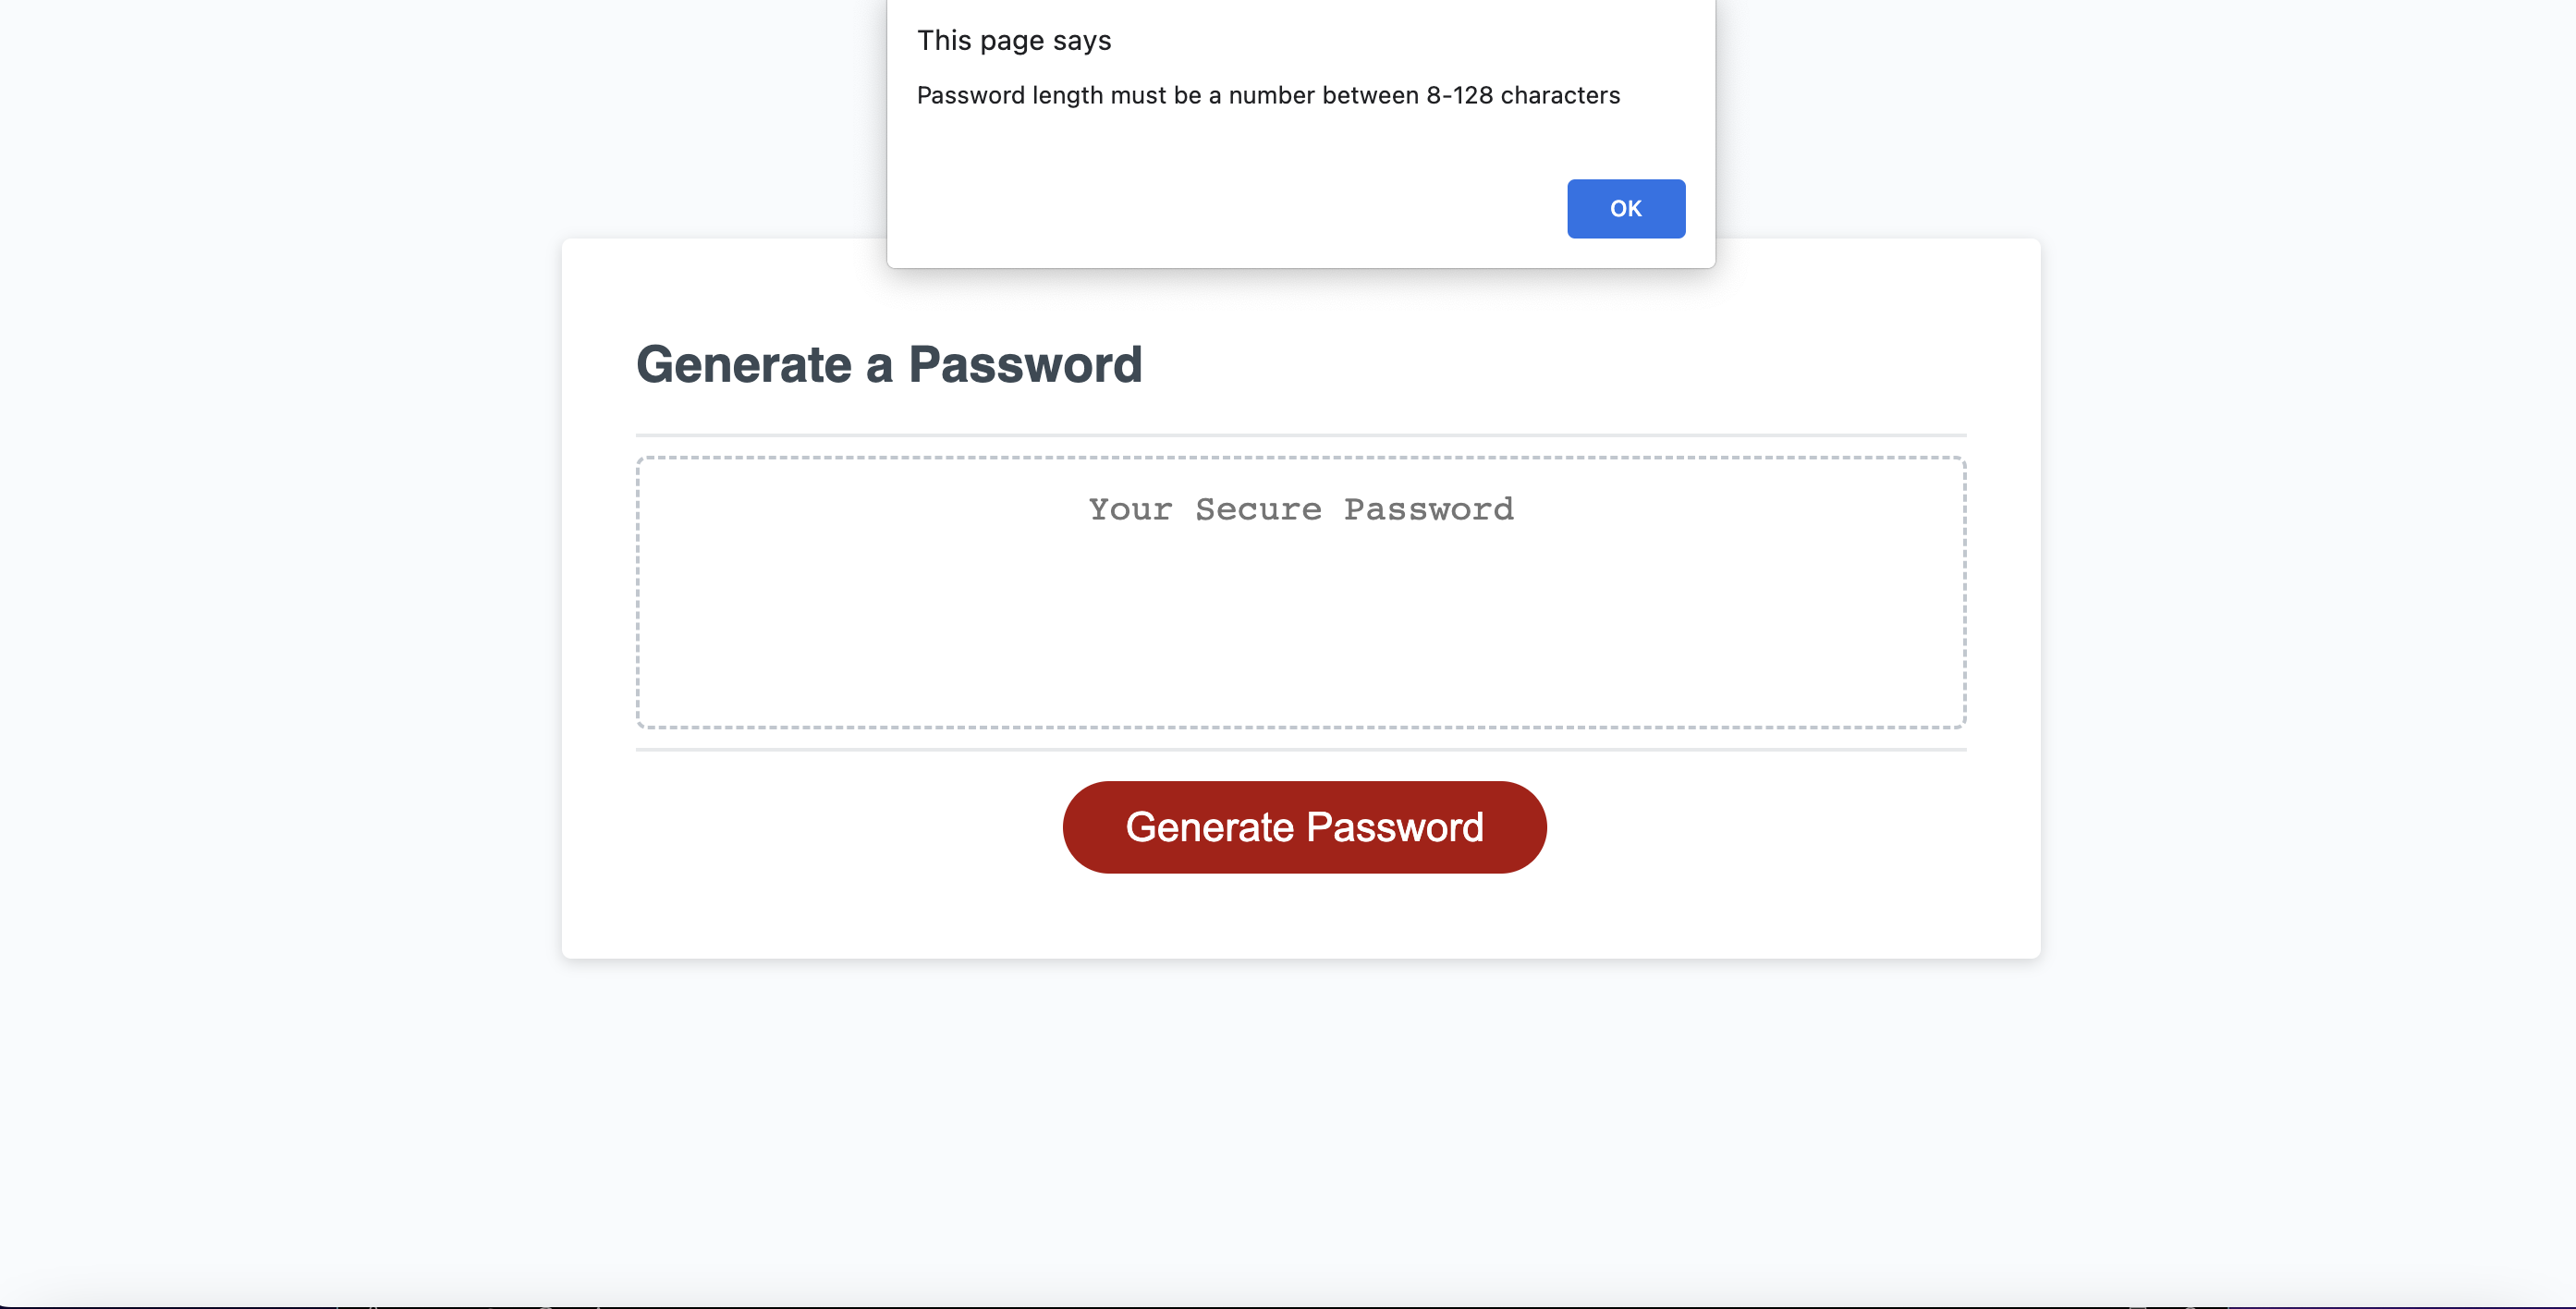 This page says
Password length must be a number between 8-128 characters
OK
Generate a Password
Your Secure Password
Generate Password